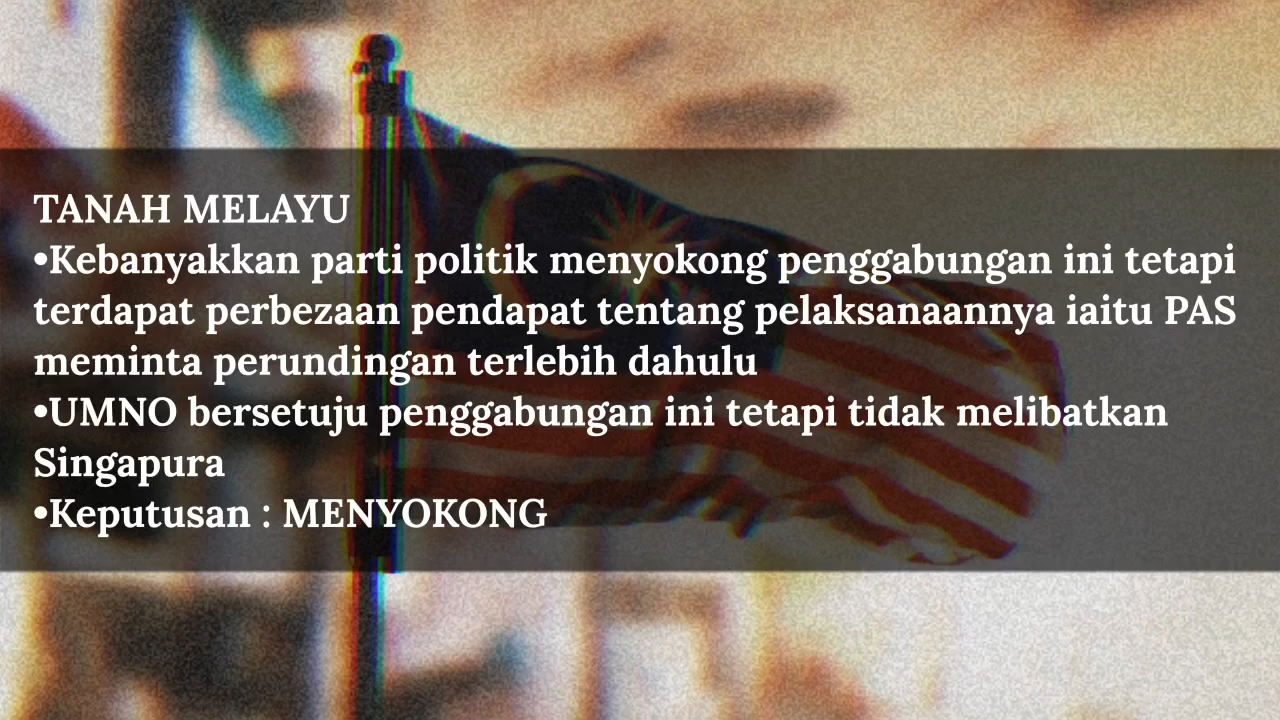 TANAH MELAYU
•Kebanyakkan parti politik menyokong penggabungan ini tetapi
terdapat perbezaan pendapat tentang pelaksanaannya iaitu PAS
meminta perundingan terlebih dahulu
•UMNO bersetuju penggabungan ini tetapi tidak melibatkan
Singapura
•Keputusan : MENYOKONG